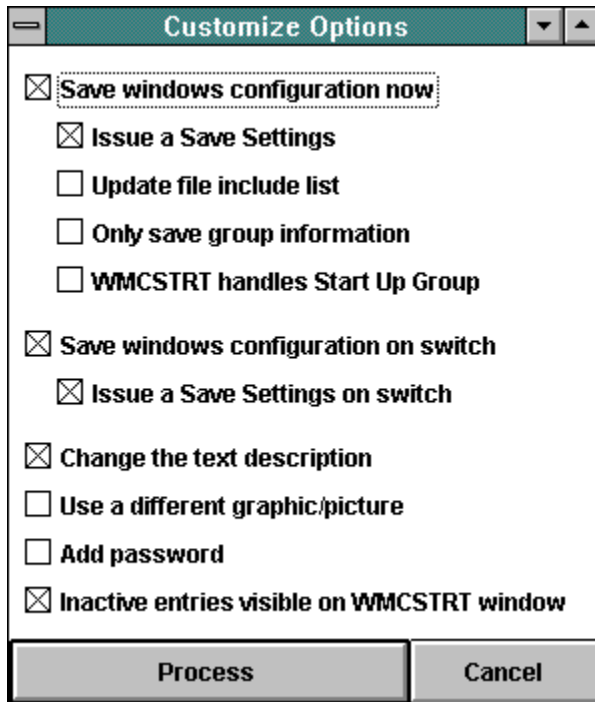 Customize Options
Save windows configuration now
Issue a Save Settings
Update file include list
Only save group information
WMCSTRT handles Start Up Group
Save windows configuration on switch
Issue a Save Settings on switch
Change the text description
Use a different graphic/picture
Add password
Inactive entries visible on WMCSTRT window
Process Cancel